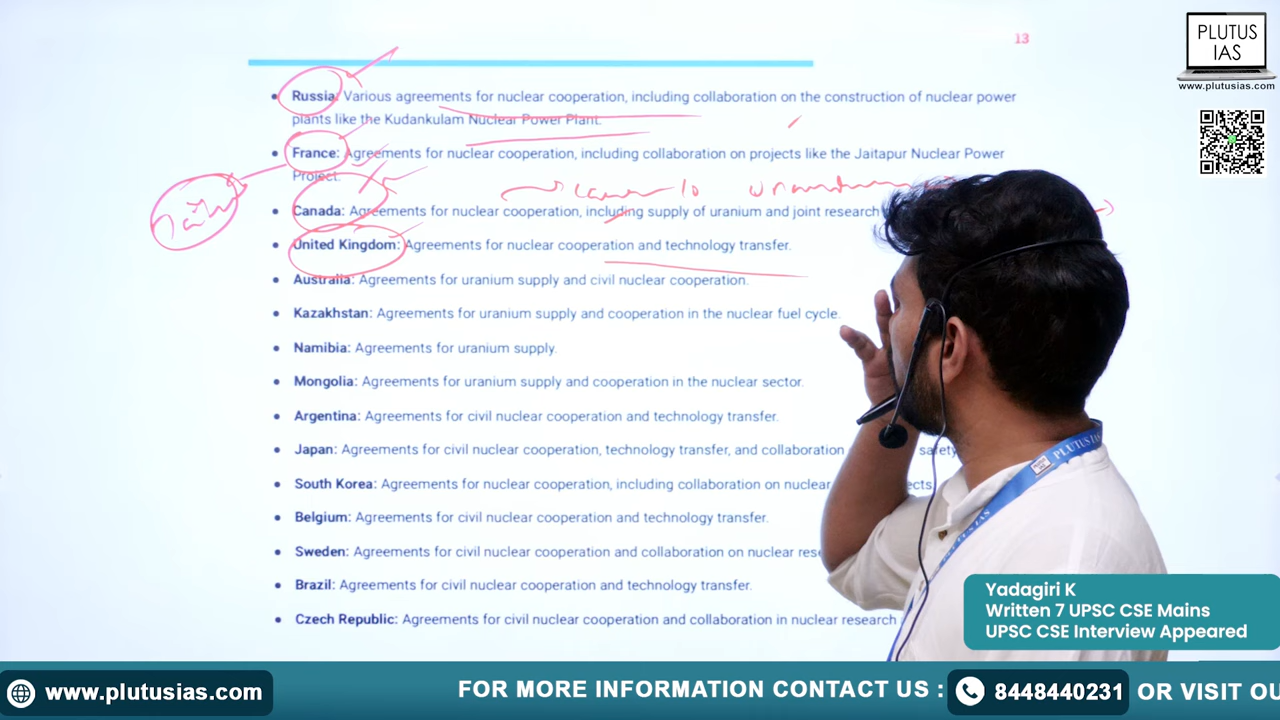 13
PLUTUS
IAS
www.plutusias.com
Russia: Various agreements for nuclear cooperation, including collaboration on the construction of nuclear power
plants like the Kudankulam Nuclear Power Plant.
France: Agreements for nuclear cooperation, including collaboration on projects like the Jaitapur Nuclear Power
Project.
Canada: Agreements for nuclear cooperation, including supply of uranium and joint research
United Kingdom: Agreements for nuclear cooperation and technology transfer.
Australia: Agreements for uranium supply and civil nuclear cooperation.
Kazakhstan: Agreements for uranium supply and cooperation in the nuclear fuel cycle.
Namibia: Agreements for uranium supply.
Mongolia: Agreements for uranium supply and cooperation in the nuclear sector.
Argentina: Agreements for civil nuclear cooperation and technology transfer.
Japan: Agreements for civil nuclear cooperation, technology transfer, and collaboration safety
South Korea: Agreements for nuclear cooperation, including collaboration on nuclear
Belgium: Agreements for civil nuclear cooperation and technology transfer.
Sweden: Agreements for civil nuclear cooperation and collaboration on nuclear
Brazil: Agreements for civil nuclear cooperation and technology transfer.
Czech Republic: Agreements for civil nuclear cooperation and collaboration in nuclear research
PLUTUS IAS
Yadagiri K
Written 7 UPSC CSE Mains
UPSC CSE Interview Appeared
www.plutusias.com
FOR MORE INFORMATION CONTACT US : 8448440231 OR VISIT